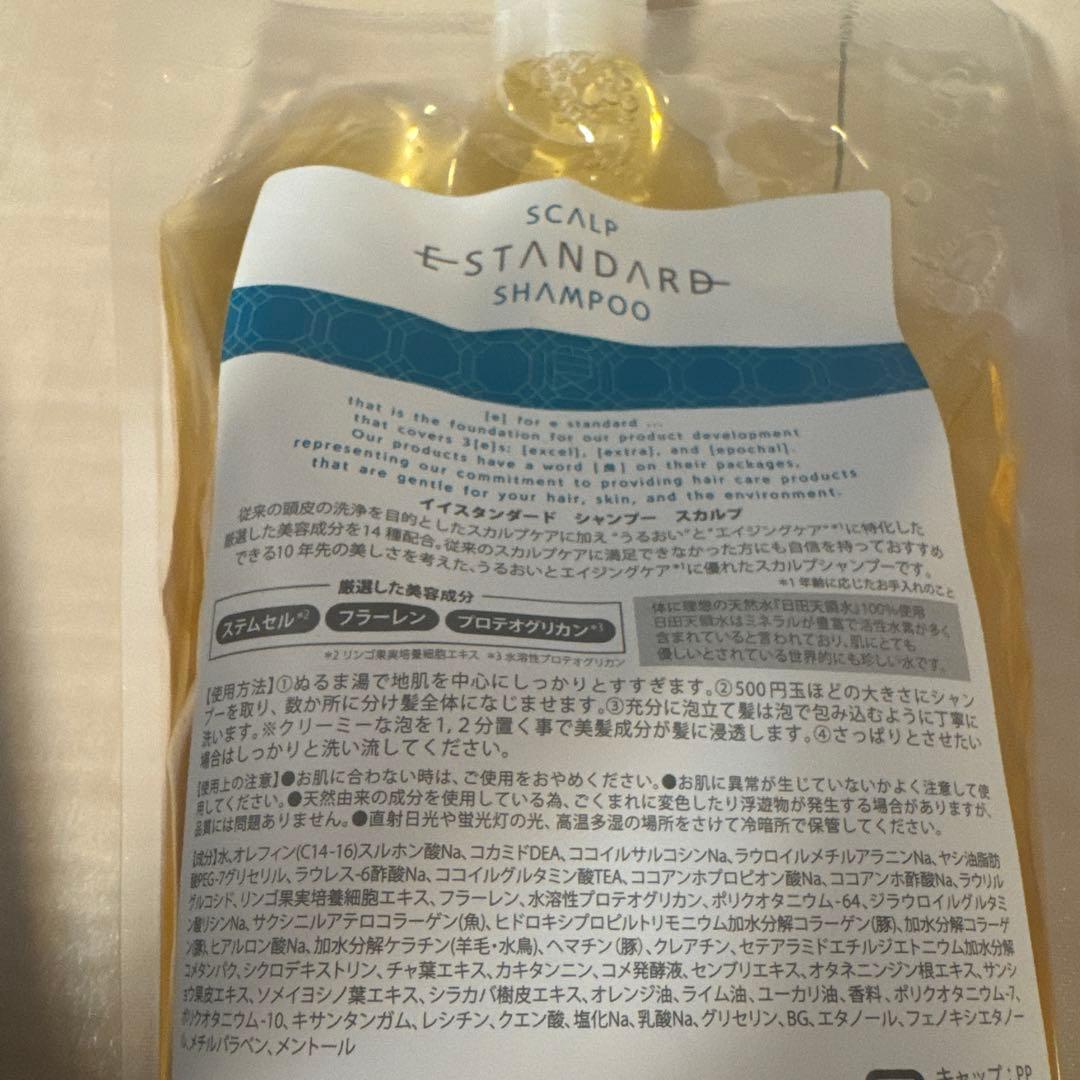 SCALP
E STANDARD
SHAMPOO
[e] for e standard ...
that is the foundation for our product development
that covers 3[e]s: [excel], [extra], and [epochal].
Our products have a word [良] on their packages,
representing our commitment to providing hair care products
that are gentle for your hair, skin, and the environment.
イイスタンダード シャンプー スカルプ
従来の頭皮の洗浄を目的としたスカルプケアに加え“うるおい”と“エイジングケア”*¹に特化した
厳選した美容成分を14種配合。従来のスカルプケアに満足できなかった方にも自信を持っておすすめ
できる10年先の美しさを考えた、うるおいとエイジングケア*¹に優れたスカルプシャンプーです。
*1 年齢に応じたお手入れのこと
厳選した美容成分
ステムセル*² フラーレン プロテオグリカン*³
*2 リンゴ果実培養細胞エキス *3 水溶性プロテオグリカン
体に理想の天然水『日田天領水』100%使用
日田天領水はミネラルが豊富で活性水素が多く
含まれていると言われており、肌にとても
優しいとされている世界的にも珍しい水です。
【使用方法】①ぬるま湯で地肌を中心にしっかりとすすぎます。②500円玉ほどの大きさにシャン
プーを取り、数か所に分け髪全体になじませます。③充分に泡立て髪は泡で包み込むように丁寧に
洗います。※クリーミーな泡を1,2分置く事で美髪成分が髪に浸透します。④さっぱりとさせたい
場合はしっかりと洗い流してください。
【使用上の注意】●お肌に合わない時は、ご使用をおやめください。●お肌に異常が生じていないかよく注意して使
用してください。●天然由来の成分を使用している為、ごくまれに変色したり浮遊物が発生する場合がありますが、
品質には問題ありません。●直射日光や蛍光灯の光、高温多湿の場所をさけて冷暗所で保管してください。
【成分】水、オレフィン(C14-16)スルホン酸Na、コカミドDEA、ココイルサルコシンNa、ラウロイルメチルアラニンNa、ヤシ油脂肪
酸PEG-7グリセリル、ラウレス-6酢酸Na、ココイルグルタミン酸TEA、ココアンホプロピオン酸Na、ココアンホ酢酸Na、ラウリル
グルコシド、リンゴ果実培養細胞エキス、フラーレン、水溶性プロテオグリカン、ポリクオタニウム-64、ジラウロイルグルタミ
ン酸リシンNa、サクシニルアテロコラーゲン(魚)、ヒドロキシプロピルトリモニウム加水分解コラーゲン(豚)、加水分解コラーゲ
ン(豚)、ヒアルロン酸Na、加水分解ケラチン(羊毛・水鳥)、ヘマチン(豚)、クレアチン、セテアラミドエチルジエトニウム加水分解
コメタンパク、シクロデキストリン、チャ葉エキス、カキタンニン、コメ発酵液、センブリエキス、オタネニンジン根エキス、サンシ
ョウ果皮エキス、ソメイヨシノ葉エキス、シラカバ樹皮エキス、オレンジ油、ライム油、ユーカリ油、香料、ポリクオタニウム-7、
ポリクオタニウム-10、キサンタンガム、レシチン、クエン酸、塩化Na、乳酸Na、グリセリン、BG、エタノール、フェノキシエタノー
ル、メチルパラベン、メントール
キャップ:PP